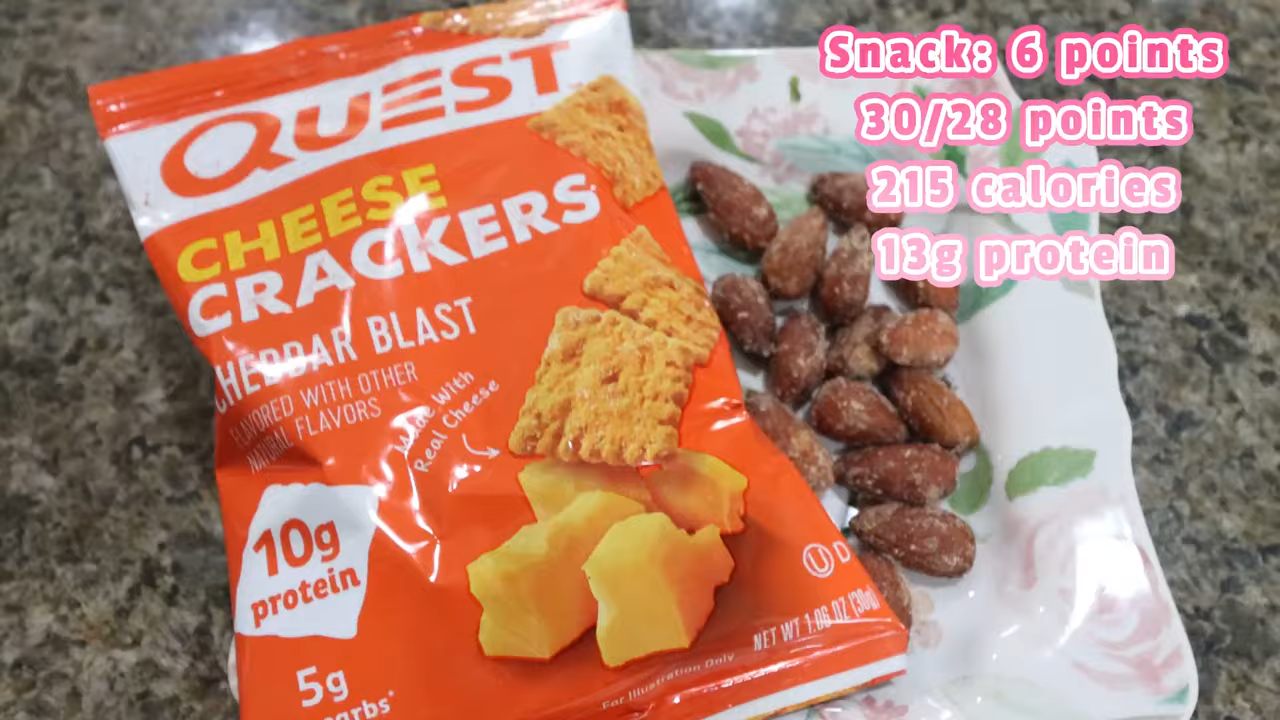 QUEST
CHEESE
CRACKERS
CHEDDAR BLAST
FLAVORED WITH OTHER
NATURAL FLAVORS
Made With
Real Cheese
10g
protein
5g
For Illustration Only
NET WT 1.06 OZ (30g)
U D
Snack: 6 points
30/28 points
215 calories
13g protein